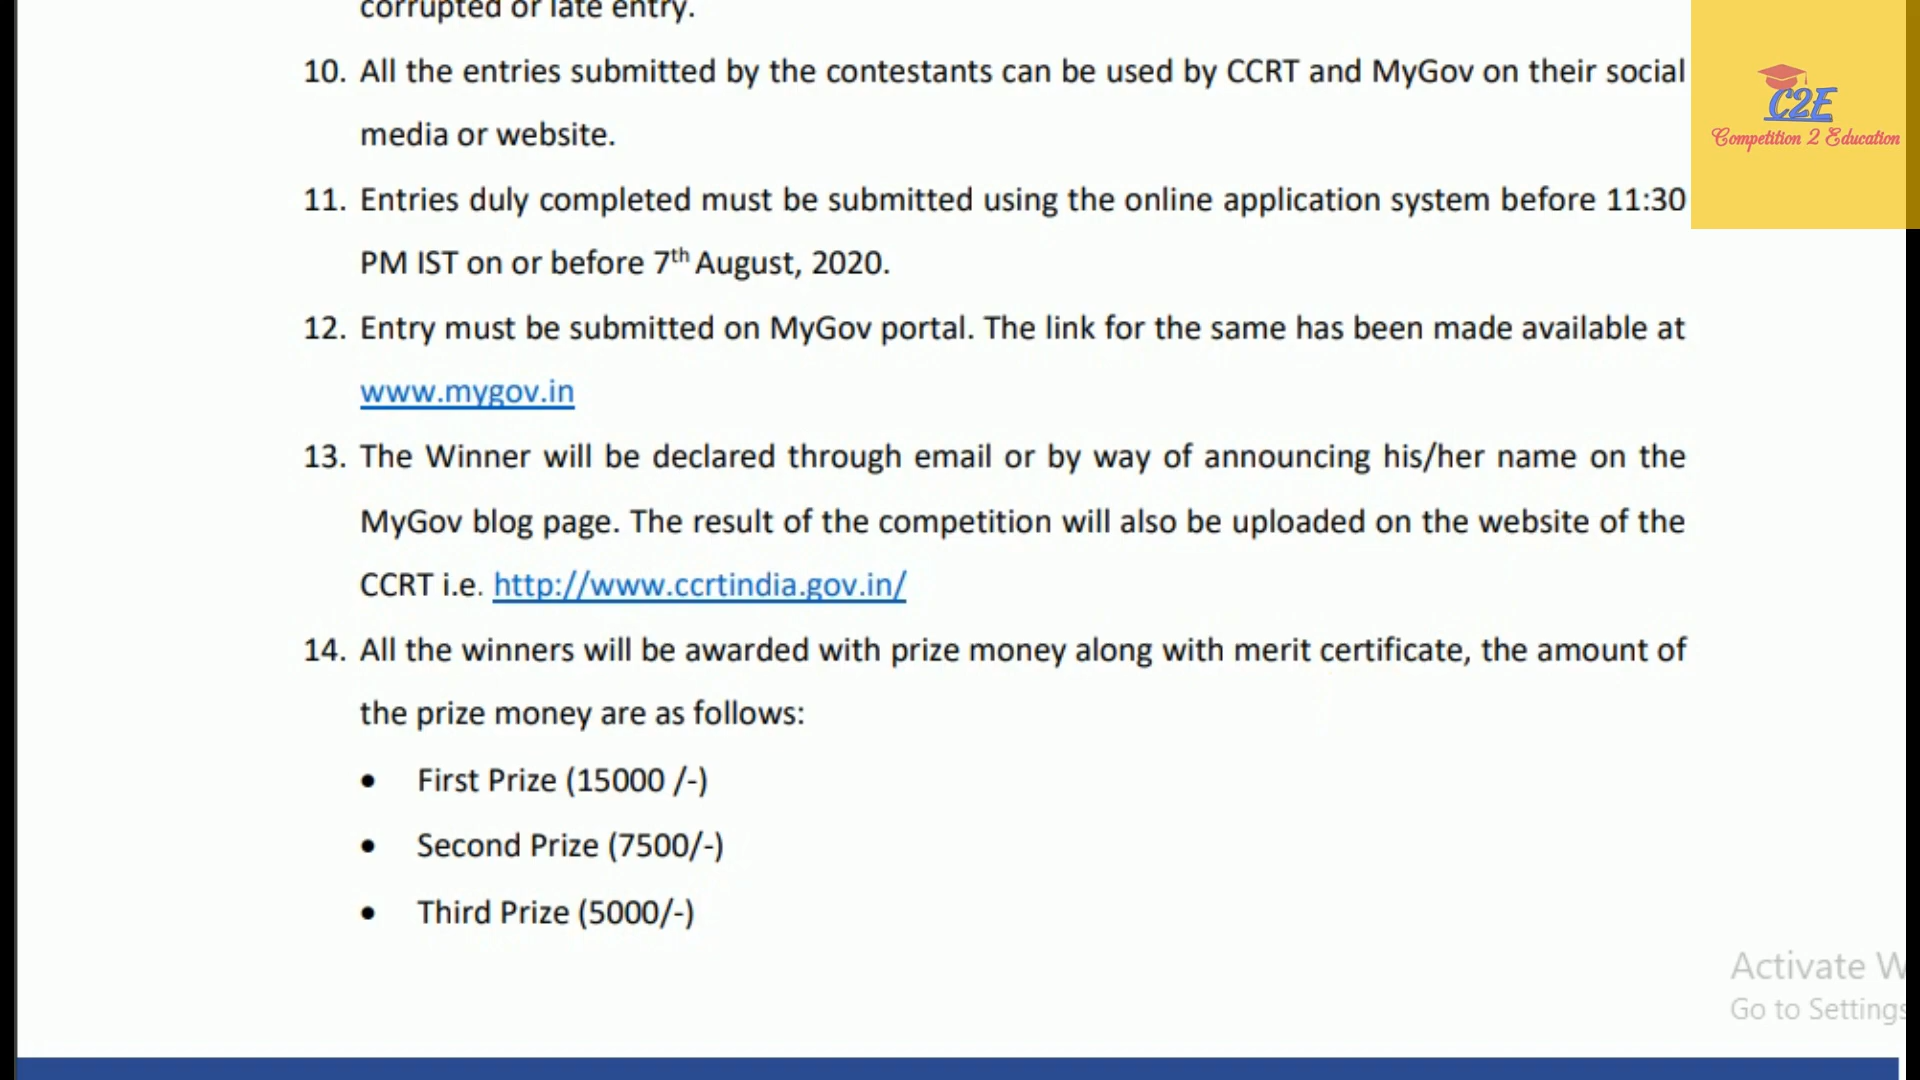 corrupted or late entry.
10. All the entries submitted by the contestants can be used by CCRT and MyGov on their social
media or website.
11. Entries duly completed must be submitted using the online application system before 11:30
PM IST on or before 7th August, 2020.
12. Entry must be submitted on MyGov portal. The link for the same has been made available at
www.mygov.in
13. The Winner will be declared through email or by way of announcing his/her name on the
MyGov blog page. The result of the competition will also be uploaded on the website of the
CCRT i.e. http://www.ccrtindia.gov.in/
14. All the winners will be awarded with prize money along with merit certificate, the amount of
the prize money are as follows:
• First Prize (15000 /-)
• Second Prize (7500/-)
• Third Prize (5000/-)
C2E
Competition 2 Education
Activate W
Go to Settings